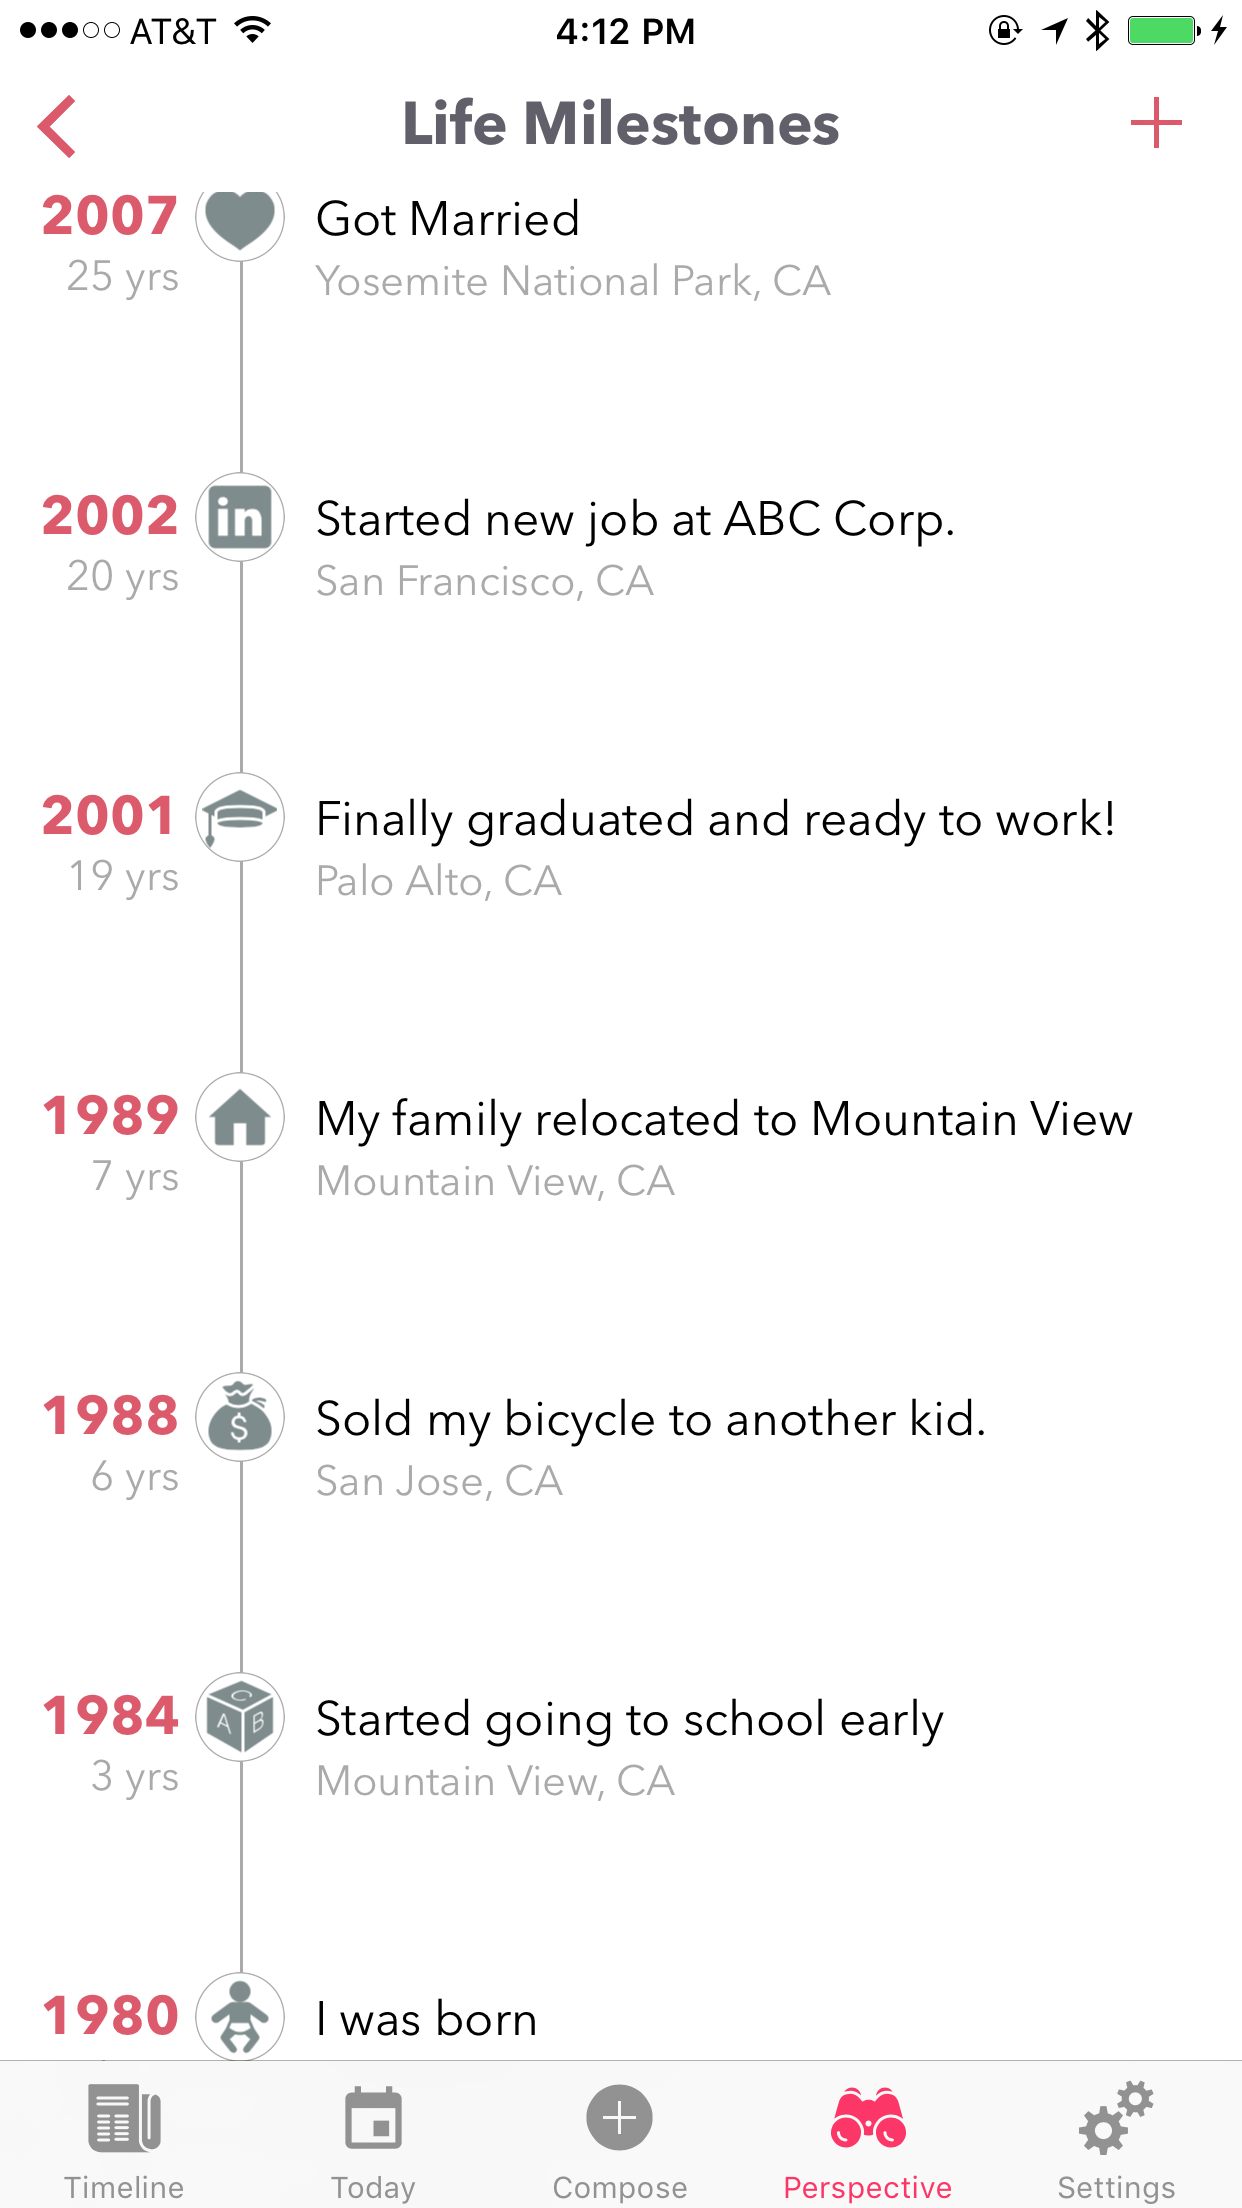 AT&T 4:12 PM
Life Milestones
2007 Got Married
25 yrs Yosemite National Park, CA
2002 in Started new job at ABC Corp.
20 yrs San Francisco, CA
2001 Finally graduated and ready to work!
19 yrs Palo Alto, CA
1989 My family relocated to Mountain View
7 yrs Mountain View, CA
1988 $ Sold my bicycle to another kid.
6 yrs San Jose, CA
1984 C A B Started going to school early
3 yrs Mountain View, CA
1980 I was born
Timeline Today Compose Perspective Settings